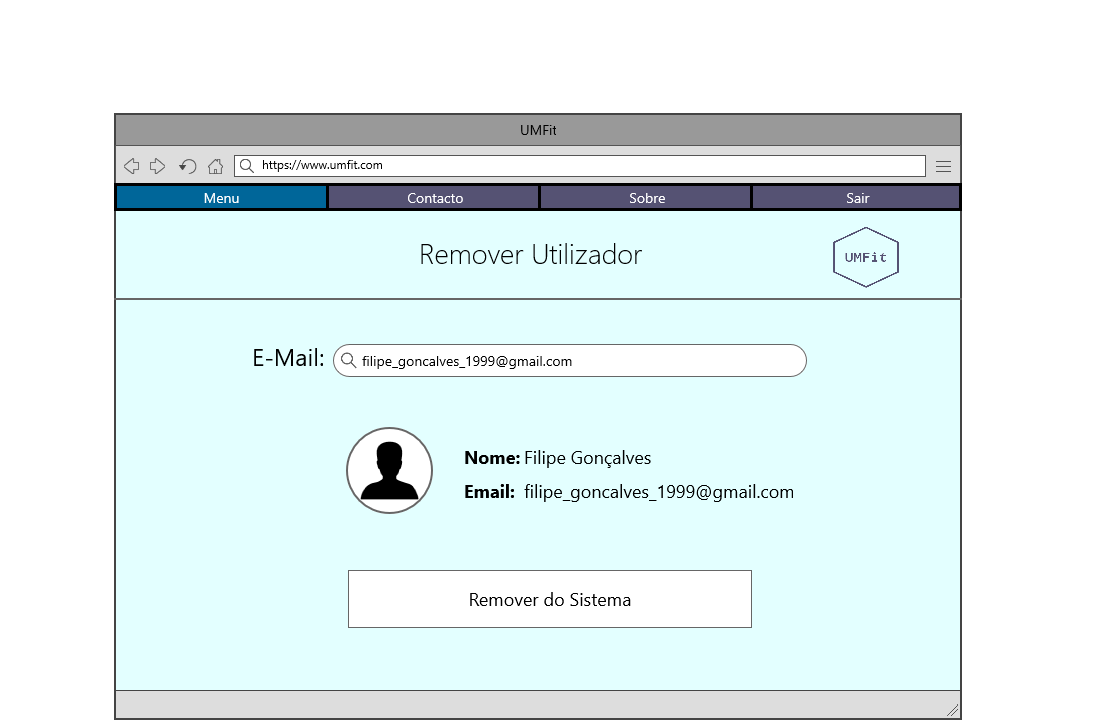 UMFit
https://www.umfit.com
Menu Contacto Sobre Sair
Remover Utilizador
UMFit
E-Mail: filipe_goncalves_1999@gmail.com
Nome: Filipe Gonçalves
Email: filipe_goncalves_1999@gmail.com
Remover do Sistema